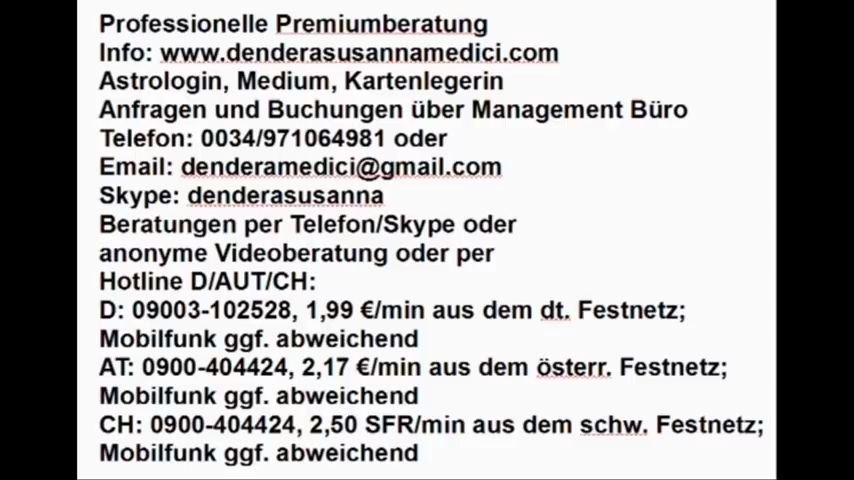 Professionelle Premiumberatung
Info: www.denderasusannamedici.com
Astrologin, Medium, Kartenlegerin
Anfragen und Buchungen über Management Büro
Telefon: 0034/971064981 oder
Email: denderamedici@gmail.com
Skype: denderasusanna
Beratungen per Telefon/Skype oder
anonyme Videoberatung oder per
Hotline D/AUT/CH:
D: 09003-102528, 1,99 €/min aus dem dt. Festnetz;
Mobilfunk ggf. abweichend
AT: 0900-404424, 2,17 €/min aus dem österr. Festnetz;
Mobilfunk ggf. abweichend
CH: 0900-404424, 2,50 SFR/min aus dem schw. Festnetz;
Mobilfunk ggf. abweichend